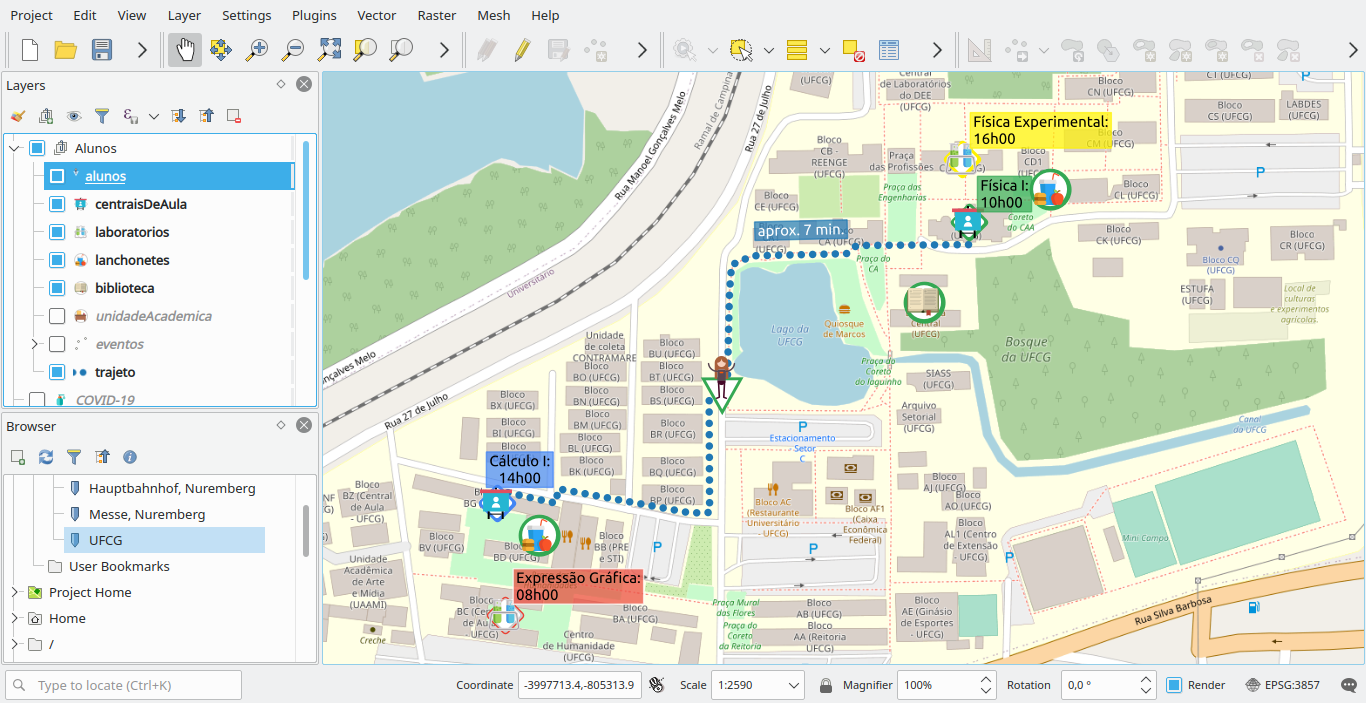 Project Edit View Layer Settings Plugins Vector Raster Mesh Help
Layers
Alunos
alunos
centraisDeAula
laboratorios
lanchonetes
biblioteca
unidadeAcademica
eventos
trajeto
COVID-19
Browser
Hauptbahnhof, Nuremberg
Messe, Nuremberg
UFCG
User Bookmarks
Project Home
Home
/
Rua Manoel Gonçalves Melo
Ramal de Campina
Rua 27 de Julho
Universitário
nçalves Melo
Rua 27 de Julho
(UFCG)
Central
de Laboratórios
do DEE
(UFCG)
Bloco
CN (UFCG)
CT (UFCG)
P
Bloco
CS (UFCG)
LABDES
(UFCG)
Física Experimental:
16h00
Bloco
CB -
REENGE
(UFCG)
Praça
das Profissões
Praça das
Engenharias
Bloco
CD1
(UFCG)
Bloco
CL (UFCG)
P
Física I:
10h00
Coreto
do CAA
Bloco
CE (UFCG)
aprox. 7 min.
(UFCG)
CA (UFCG)
Praça do
CA
Bloco
CK (UFCG)
Bloco CQ
(UFCG)
Bloco
CR (UFCG)
ESTUFA
(UFCG)
Local de
culturas
e experimentos
agrícolas.
Lago da
UFCG
Quiosque
de Marcos
Central
(UFCG)
Bosque
da UFCG
Praça do
Coreto
do laguinho
SIASS
(UFCG)
Arquivo
Setorial
(UFCG)
Canal
da UFCG
Unidade
de coleta
CONTRAMARE
Bloco
BO (UFCG)
Bloco
BN (UFCG)
Bloco
BM (UFCG)
Bloco
BL (UFCG)
Bloco
BK (UFCG)
Bloco
BU (UFCG)
Bloco
BT (UFCG)
Bloco
BS (UFCG)
Bloco
BR (UFCG)
Bloco
BQ (UFCG)
Bloco
BP (UFCG)
Bloco
BX (UFCG)
Bloco
BI (UFCG)
Bloco
Cálculo I:
14h00
BG
P
Estacionamento
Setor
C
Bloco AC
(Restaurante
Universitário
-UFCG)
Bloco AF1
(Caixa
Econômica
Federal)
P
Bloco
AJ (UFCG)
Bloco
AO (UFCG)
Bloco
AL1 (Centro
de Extensão
-UFCG)
P
Mini Campo
Bloco
BZ (Central
de Aula -
UFCG)
Bloco
BV (UFCG)
Bloco
BD (UFCG)
Bloco
BB (PRE
e STI)
P
Unidade
Acadêmica
de Arte
e Midia
(UAAMI)
Expressão Gráfica:
08h00
Bloco
BC (Central
de Aulas
-UFCG)
Creche
Bloco
BA (UFCG)
Centro
de Humanidade
(UFCG)
Praça Mural
das Flores
Praça do
Coreto
da Reitoria
Bloco
AB (UFCG)
Bloco
AA (Reitoria
UFCG)
Bloco
AE (Ginásio
de Esportes
- UFCG)
Rua Silva Barbosa
Type to locate (Ctrl+K)
Coordinate -3997713.4,-805313.9 Scale 1:2590 Magnifier 100% Rotation 0,0 ° Render EPSG:3857